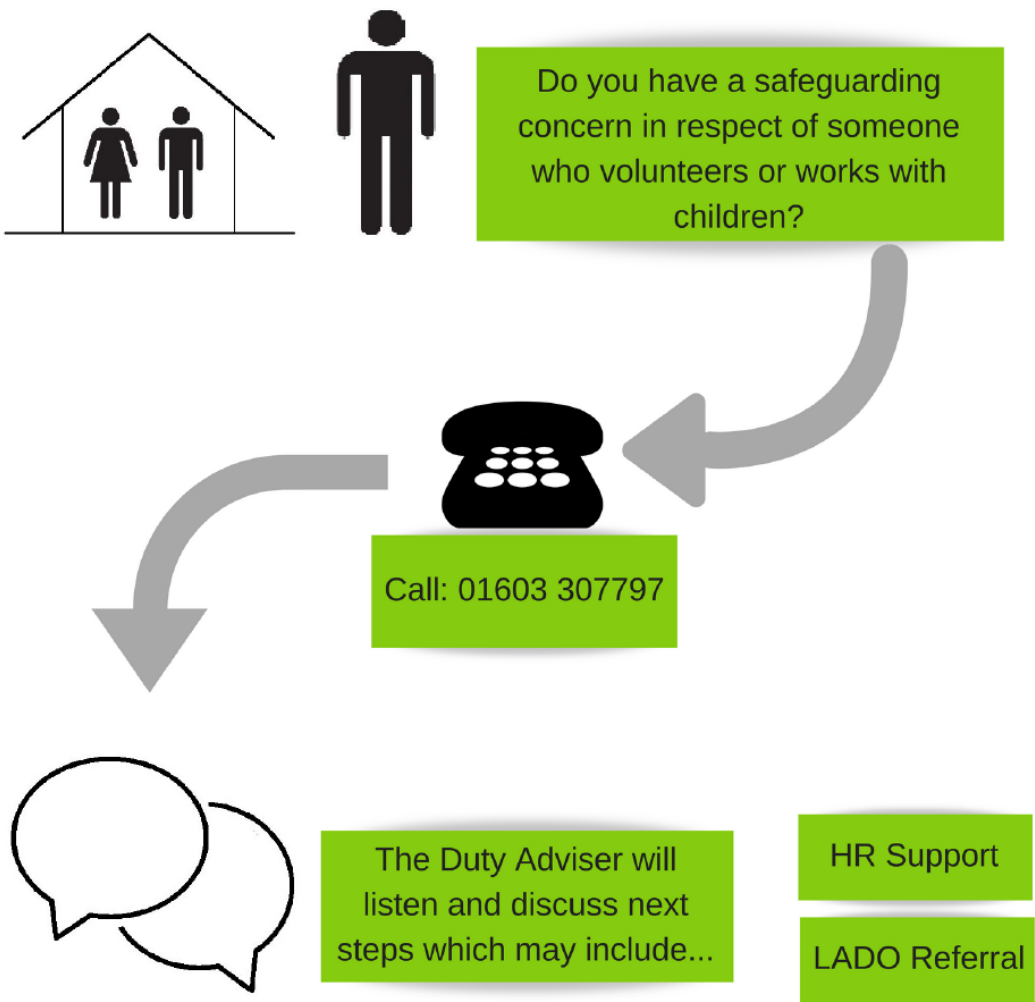 Do you have a safeguarding
concern in respect of someone
who volunteers or works with
children?
Call: 01603 307797
The Duty Adviser will
listen and discuss next
steps which may include...
HR Support
LADO Referral